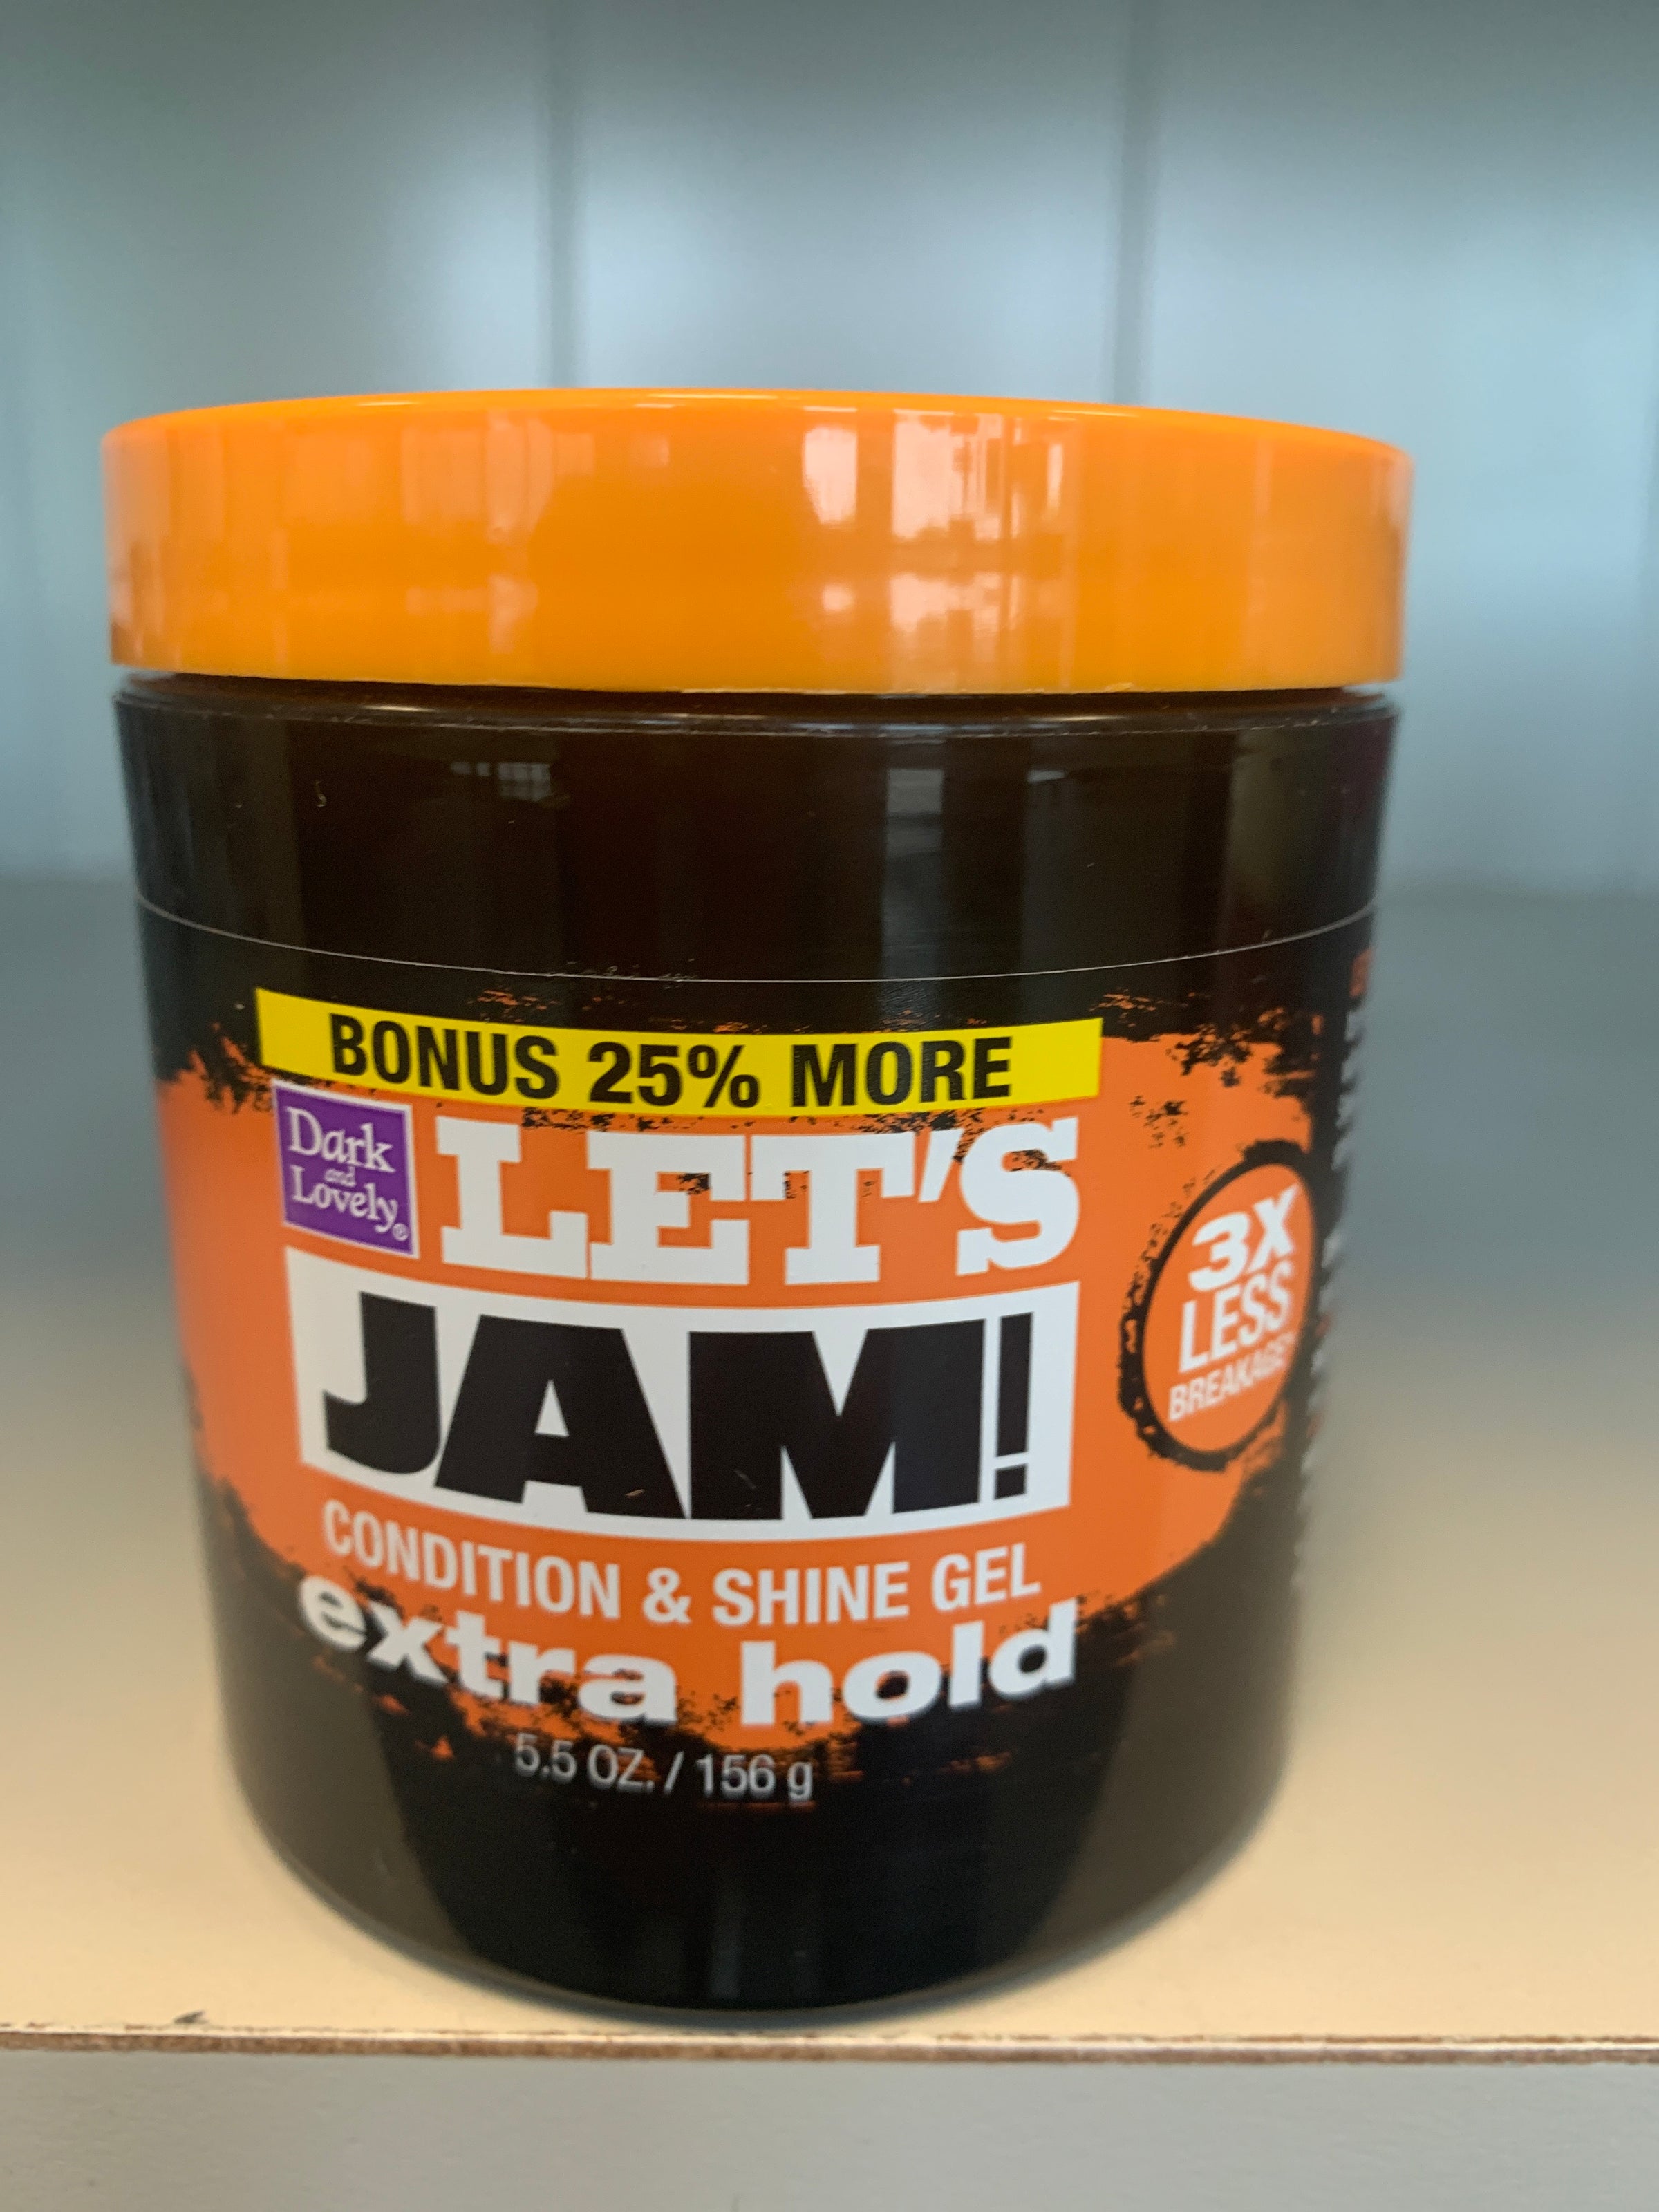 BONUS 25% MORE
Dark
and
Lovely®
LET'S
JAM!
CONDITION & SHINE GEL
extra hold
5.5 OZ. / 156 g
3X
LESS
BREAKAGE*